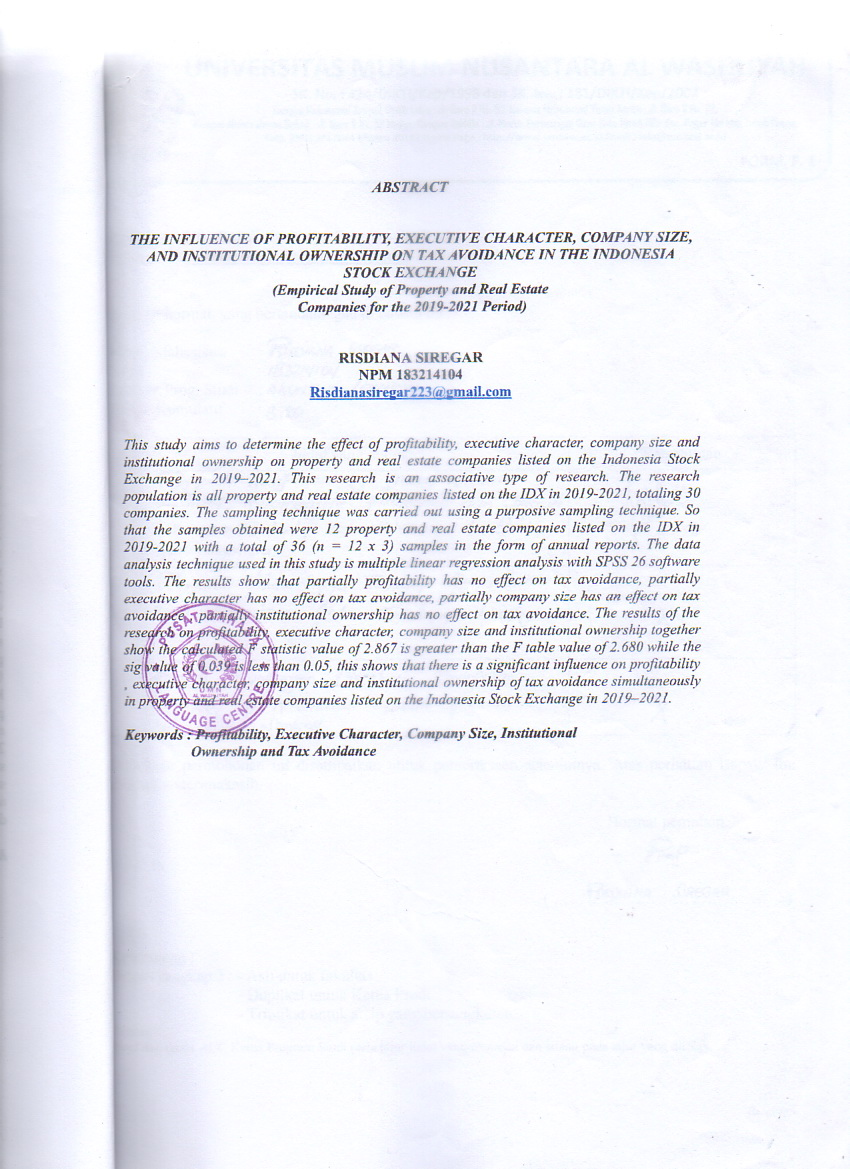 ABSTRACT
THE INFLUENCE OF PROFITABILITY, EXECUTIVE CHARACTER, COMPANY SIZE,
AND INSTITUTIONAL OWNERSHIP ON TAX AVOIDANCE IN THE INDONESIA
STOCK EXCHANGE
(Empirical Study of Property and Real Estate
Companies for the 2019-2021 Period)
RISDIANA SIREGAR
NPM 183214104
Risdianasiregar223@gmail.com
This study aims to determine the effect of profitability, executive character, company size and
institutional ownership on property and real estate companies listed on the Indonesia Stock
Exchange in 2019–2021. This research is an associative type of research. The research
population is all property and real estate companies listed on the IDX in 2019-2021, totaling 30
companies. The sampling technique was carried out using a purposive sampling technique. So
that the samples obtained were 12 property and real estate companies listed on the IDX in
2019-2021 with a total of 36 (n = 12 x 3) samples in the form of annual reports. The data
analysis technique used in this study is multiple linear regression analysis with SPSS 26 software
tools. The results show that partially profitability has no effect on tax avoidance, partially
executive character has no effect on tax avoidance, partially company size has an effect on tax
avoidance, partially institutional ownership has no effect on tax avoidance. The results of the
research on profitability, executive character, company size and institutional ownership together
show the calculated F statistic value of 2.867 is greater than the F table value of 2.680 while the
sig value of 0.039 is less than 0.05, this shows that there is a significant influence on profitability
, executive character, company size and institutional ownership of tax avoidance simultaneously
in property and real estate companies listed on the Indonesia Stock Exchange in 2019–2021.
Keywords : Profitability, Executive Character, Company Size, Institutional
Ownership and Tax Avoidance
PUSAT BAHASA
LANGUAGE CENTRE